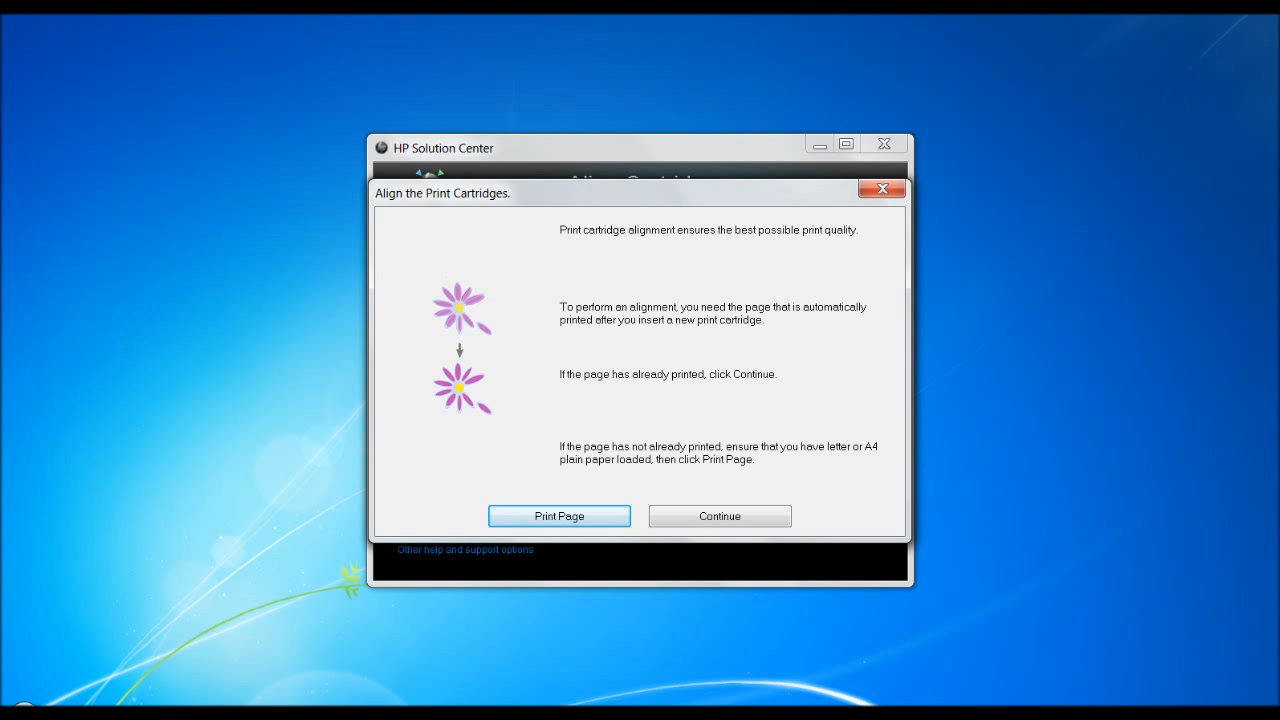 HP Solution Center
Align the Print Cartridges.
Print cartridge alignment ensures the best possible print quality.
To perform an alignment, you need the page that is automatically
printed after you insert a new print cartridge.
If the page has already printed, click Continue.
If the page has not already printed, ensure that you have letter or A4
plain paper loaded, then click Print Page.
Print Page
Continue
Other help and support options